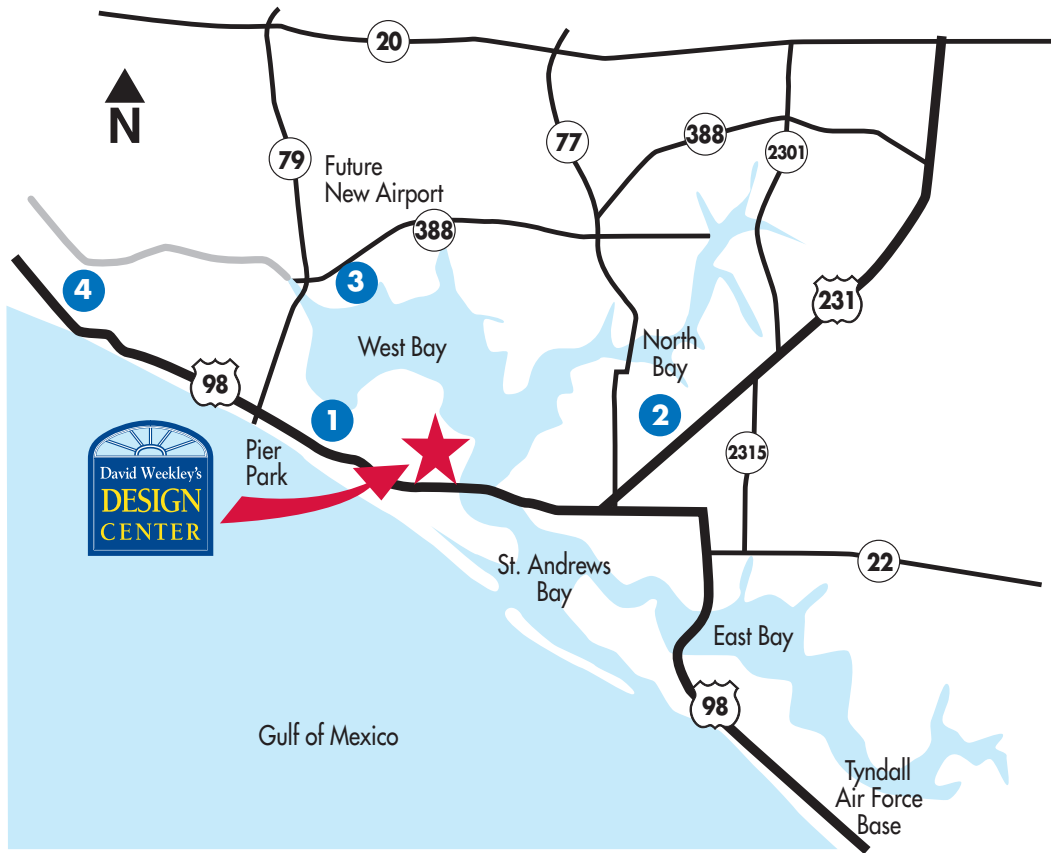 20
N
79
77
388
2301
Future
New Airport
388
4
3
231
West Bay
North
Bay
98
1
2
Pier
Park
2315
David Weekley's
DESIGN
CENTER
St. Andrews
Bay
22
East Bay
98
Gulf of Mexico
Tyndall
Air Force
Base